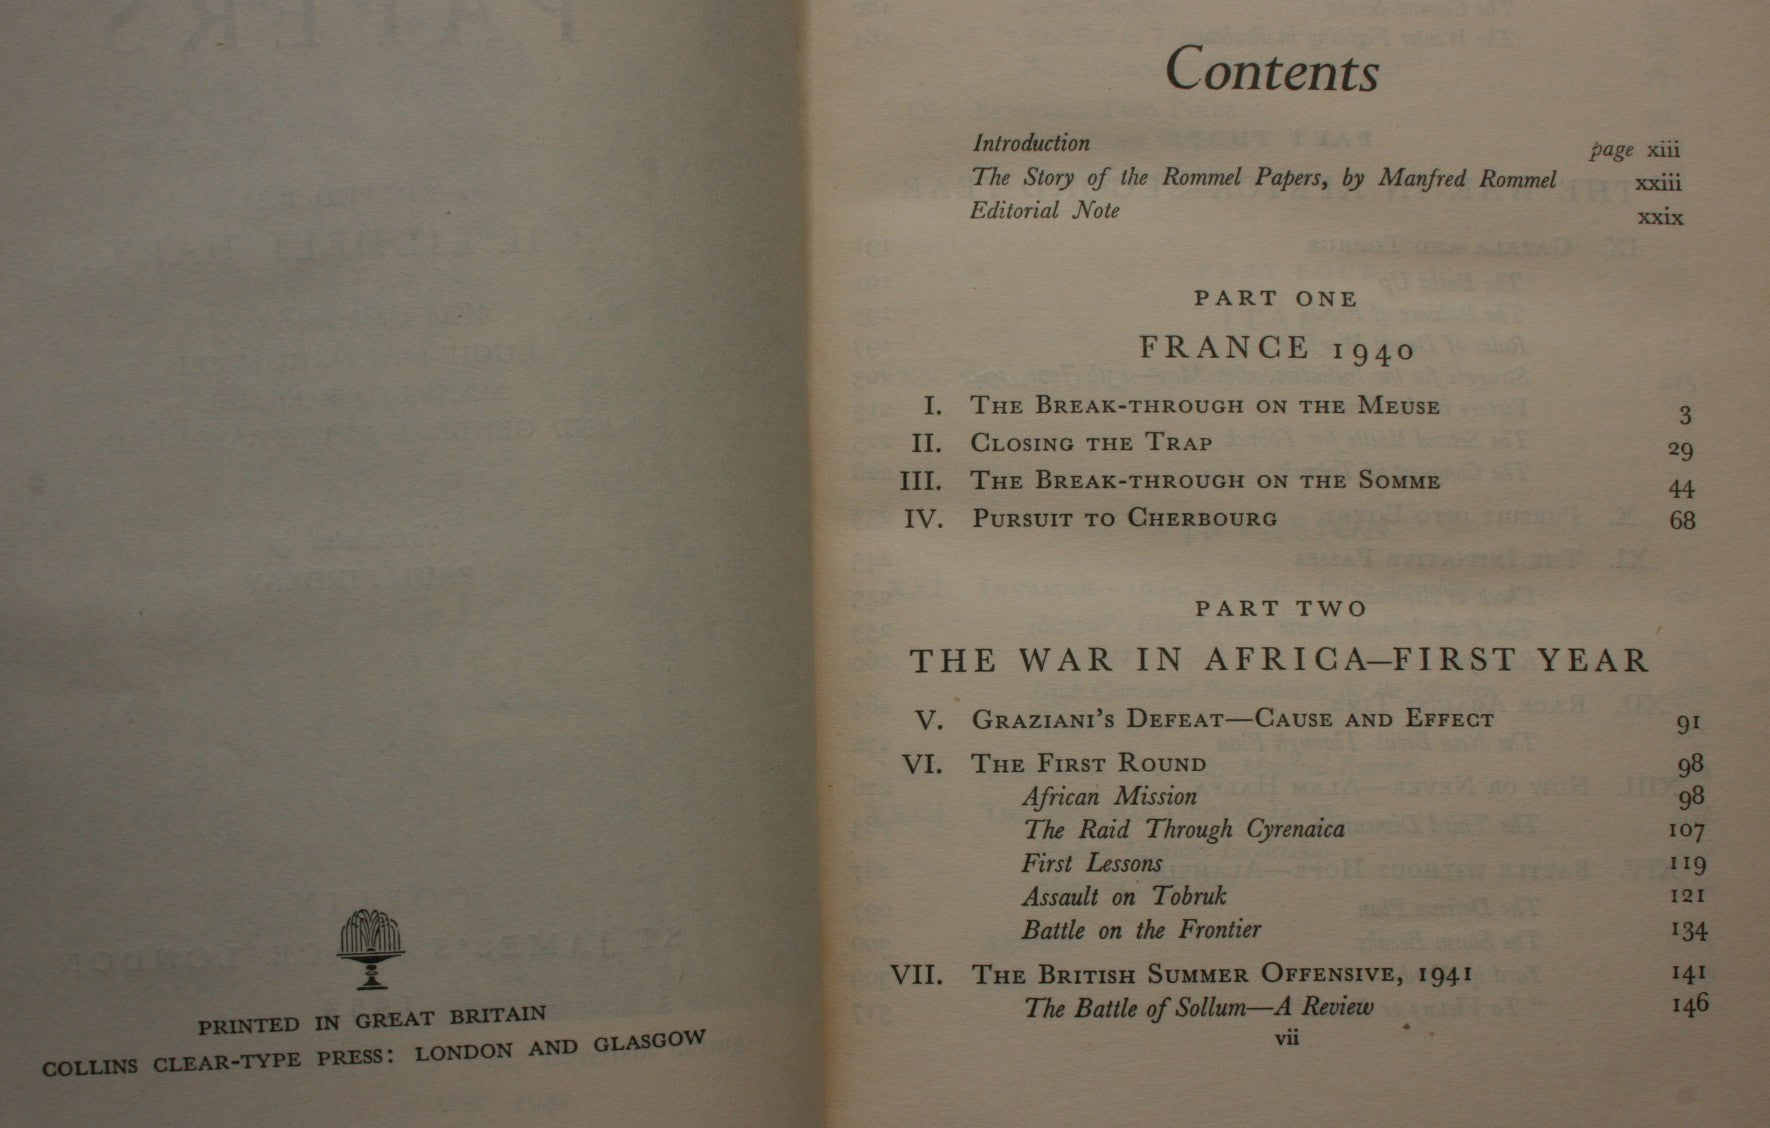 PRINTED IN GREAT BRITAIN
COLLINS CLEAR-TYPE PRESS: LONDON AND GLASGOW
Contents
Introduction page xiii
The Story of the Rommel Papers, by Manfred Rommel xxiii
Editorial Note xxix
PART ONE
FRANCE 1940
I. THE BREAK-THROUGH ON THE MEUSE 3
II. CLOSING THE TRAP 29
III. THE BREAK-THROUGH ON THE SOMME 44
IV. PURSUIT TO CHERBOURG 68
PART TWO
THE WAR IN AFRICA—FIRST YEAR
V. GRAZIANI'S DEFEAT—CAUSE AND EFFECT 91
VI. THE FIRST ROUND 98
African Mission 98
The Raid Through Cyrenaica 107
First Lessons 119
Assault on Tobruk 121
Battle on the Frontier 134
VII. THE BRITISH SUMMER OFFENSIVE, 1941 141
The Battle of Sollum—A Review 146
vii